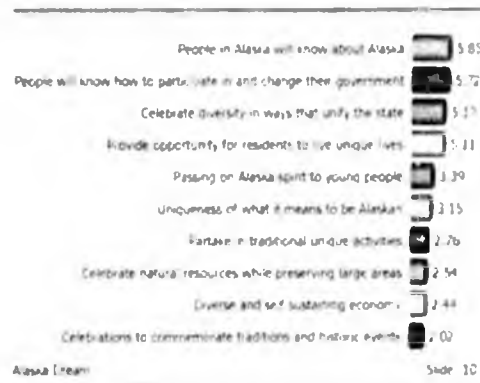 People in Alaska will know about Alaska 5.85
People will know how to participate in and change their government 5.72
Celebrate diversity in ways that unify the state 5.17
Provide opportunity for residents to live unique lives 5.11
Passing on Alaska spirit to young people 3.39
Uniqueness of what it means to be Alaskan 3.15
Partake in traditional unique activities 2.76
Celebrate natural resources while preserving large areas 2.54
Diverse and self sustaining economy 2.44
Celebrations to commemorate traditions and historic events 2.02
Alaska Dream Slide 10